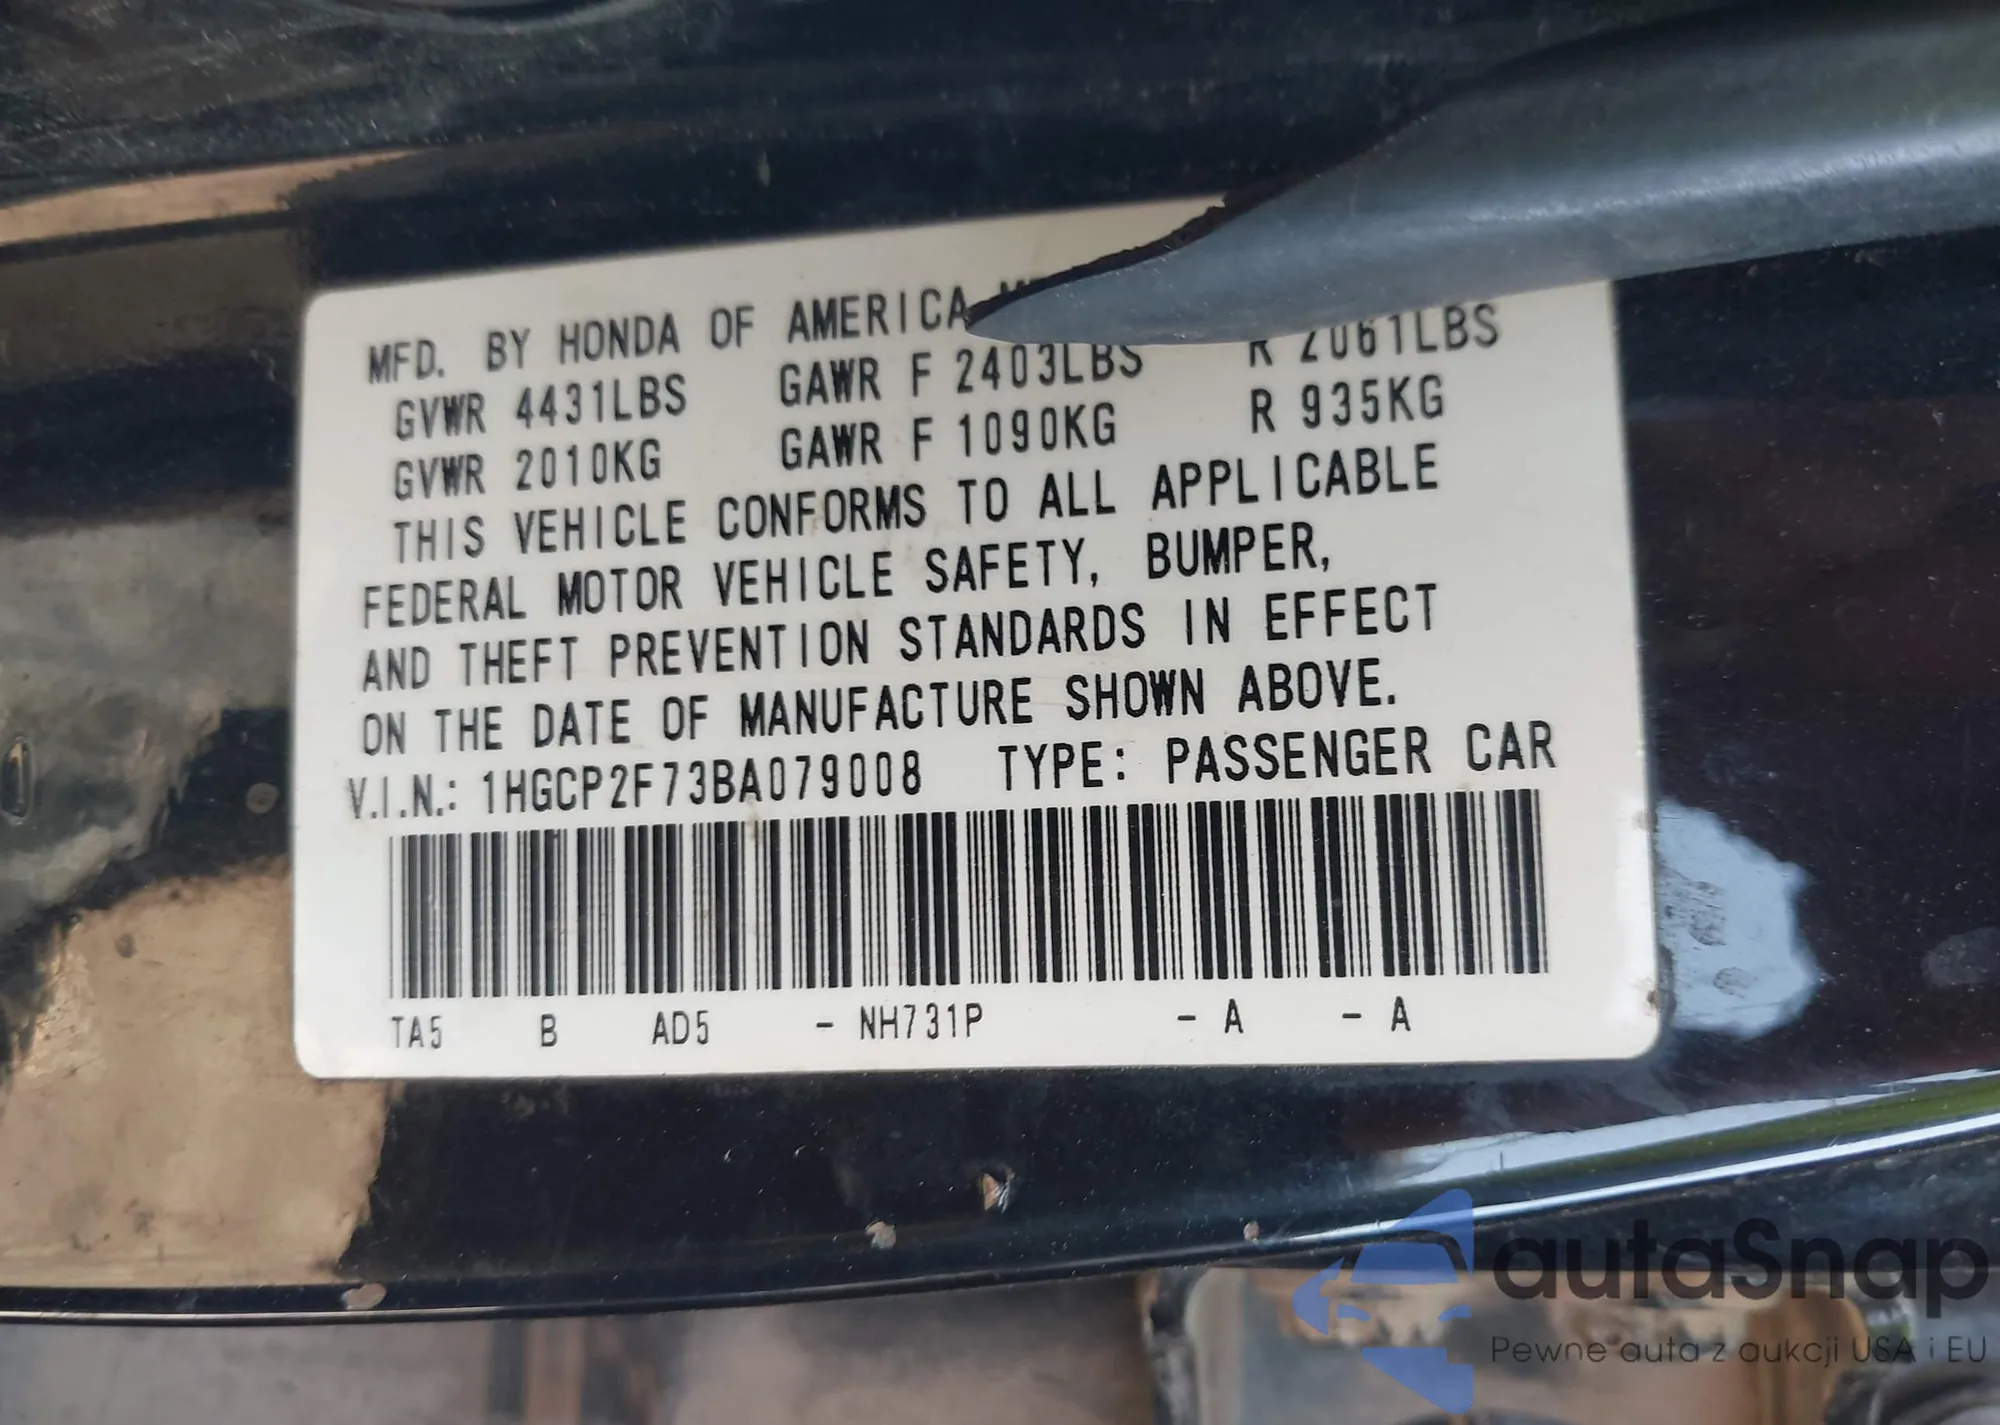 MFD. BY HONDA OF AMERICA
GVWR 4431LBS GAWR F 2403LBS R 2061LBS
GVWR 2010KG GAWR F 1090KG R 935KG
THIS VEHICLE CONFORMS TO ALL APPLICABLE
FEDERAL MOTOR VEHICLE SAFETY, BUMPER,
AND THEFT PREVENTION STANDARDS IN EFFECT
ON THE DATE OF MANUFACTURE SHOWN ABOVE.
V.I.N.: 1HGCP2F73BA079008 TYPE: PASSENGER CAR
TA5 B AD5 - NH731P - A - A
autaSnap
Pewne auta z aukcji USA i EU